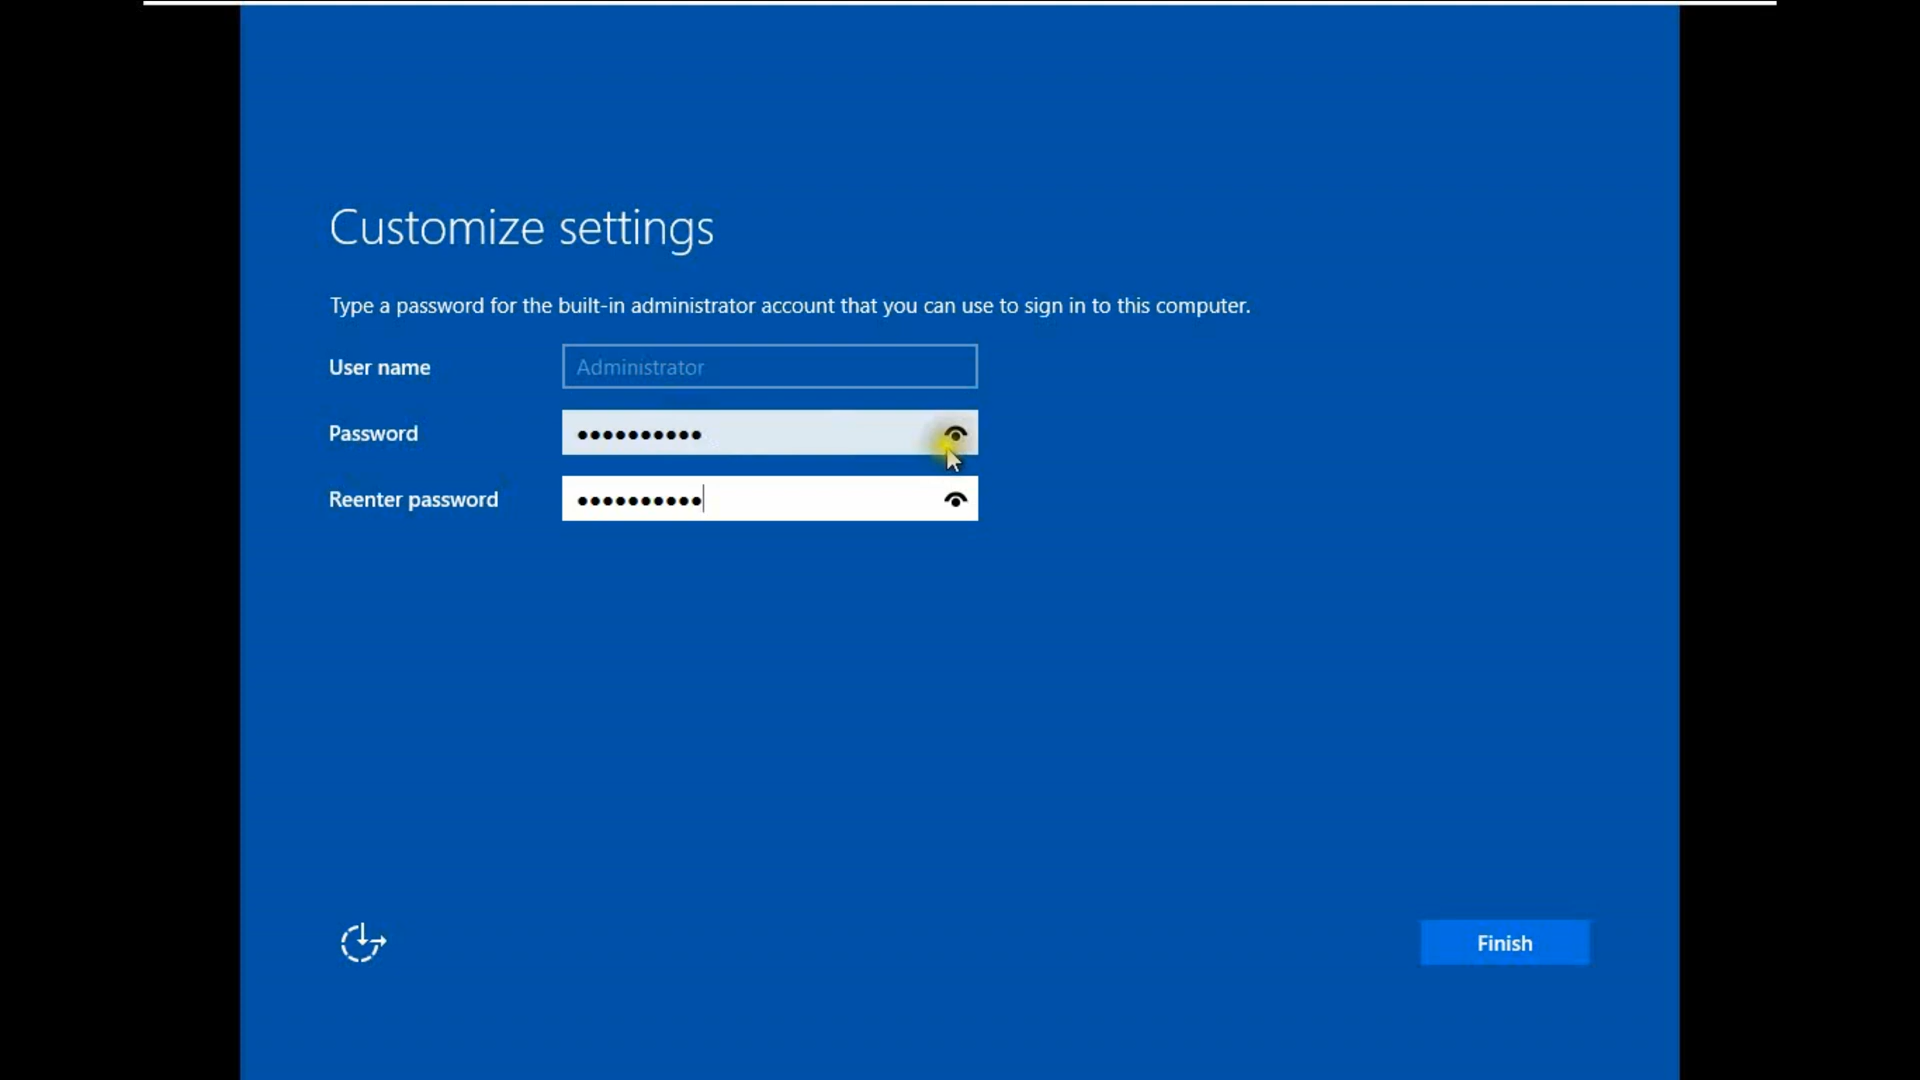 Customize settings
Type a password for the built-in administrator account that you can use to sign in to this computer.
User name
Administrator
Password
••••••••••
Reenter password
••••••••••
Finish